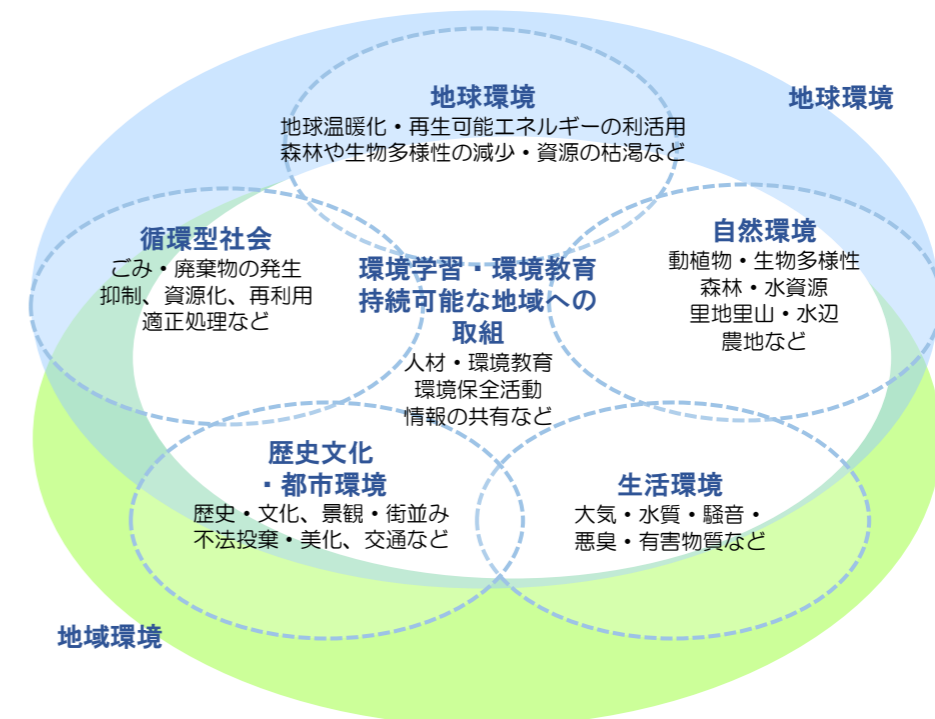 地球環境
地球温暖化・再生可能エネルギーの利活用
森林や生物多様性の減少・資源の枯渇など
地球環境
循環型社会
ごみ・廃棄物の発生
抑制、資源化、再利用
適正処理など
環境学習・環境教育
持続可能な地域への
取組
人材・環境教育
環境保全活動
情報の共有など
自然環境
動植物・生物多様性
森林・水資源
里地里山・水辺
農地など
歴史文化
・都市環境
歴史・文化、景観・街並み
不法投棄・美化、交通など
生活環境
大気・水質・騒音・
悪臭・有害物質など
地域環境